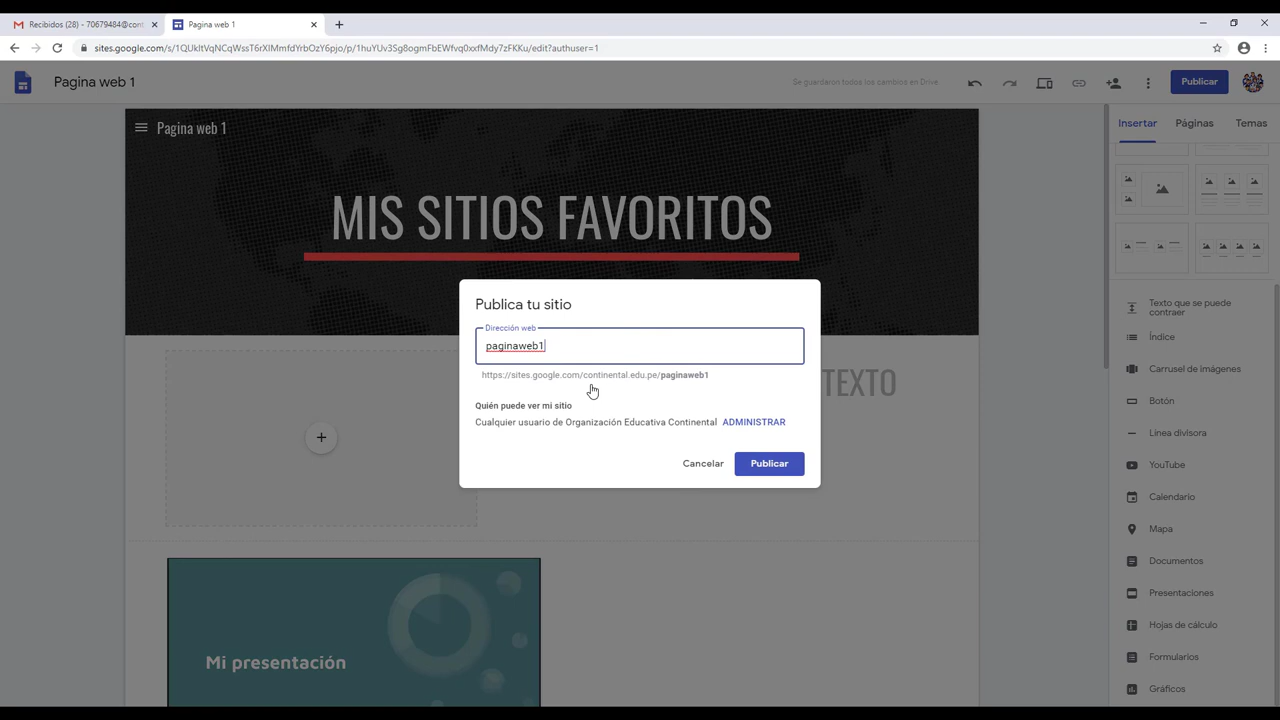 Recibidos (28) - 70679484@cont
Pagina web 1
sites.google.com/s/1QUkItVqNCqWssT6rXIMmfdYrbOzY6pjo/p/1huYUv3Sg8ogmFbEWfvq0xxfMdy7zFKKu/edit?authuser=1
Pagina web 1
Se guardaron todos los cambios en Drive
Publicar
Insertar
Páginas
Temas
Pagina web 1
MIS SITIOS FAVORITOS
Publica tu sitio
Dirección web
paginaweb1
https://sites.google.com/continental.edu.pe/paginaweb1
Quién puede ver mi sitio
Cualquier usuario de Organización Educativa Continental ADMINISTRAR
Cancelar
Publicar
TEXTO
Mi presentación
Texto que se puede
contraer
Índice
Carrusel de imágenes
Botón
Línea divisora
YouTube
Calendario
Mapa
Documentos
Presentaciones
Hojas de cálculo
Formularios
Gráficos